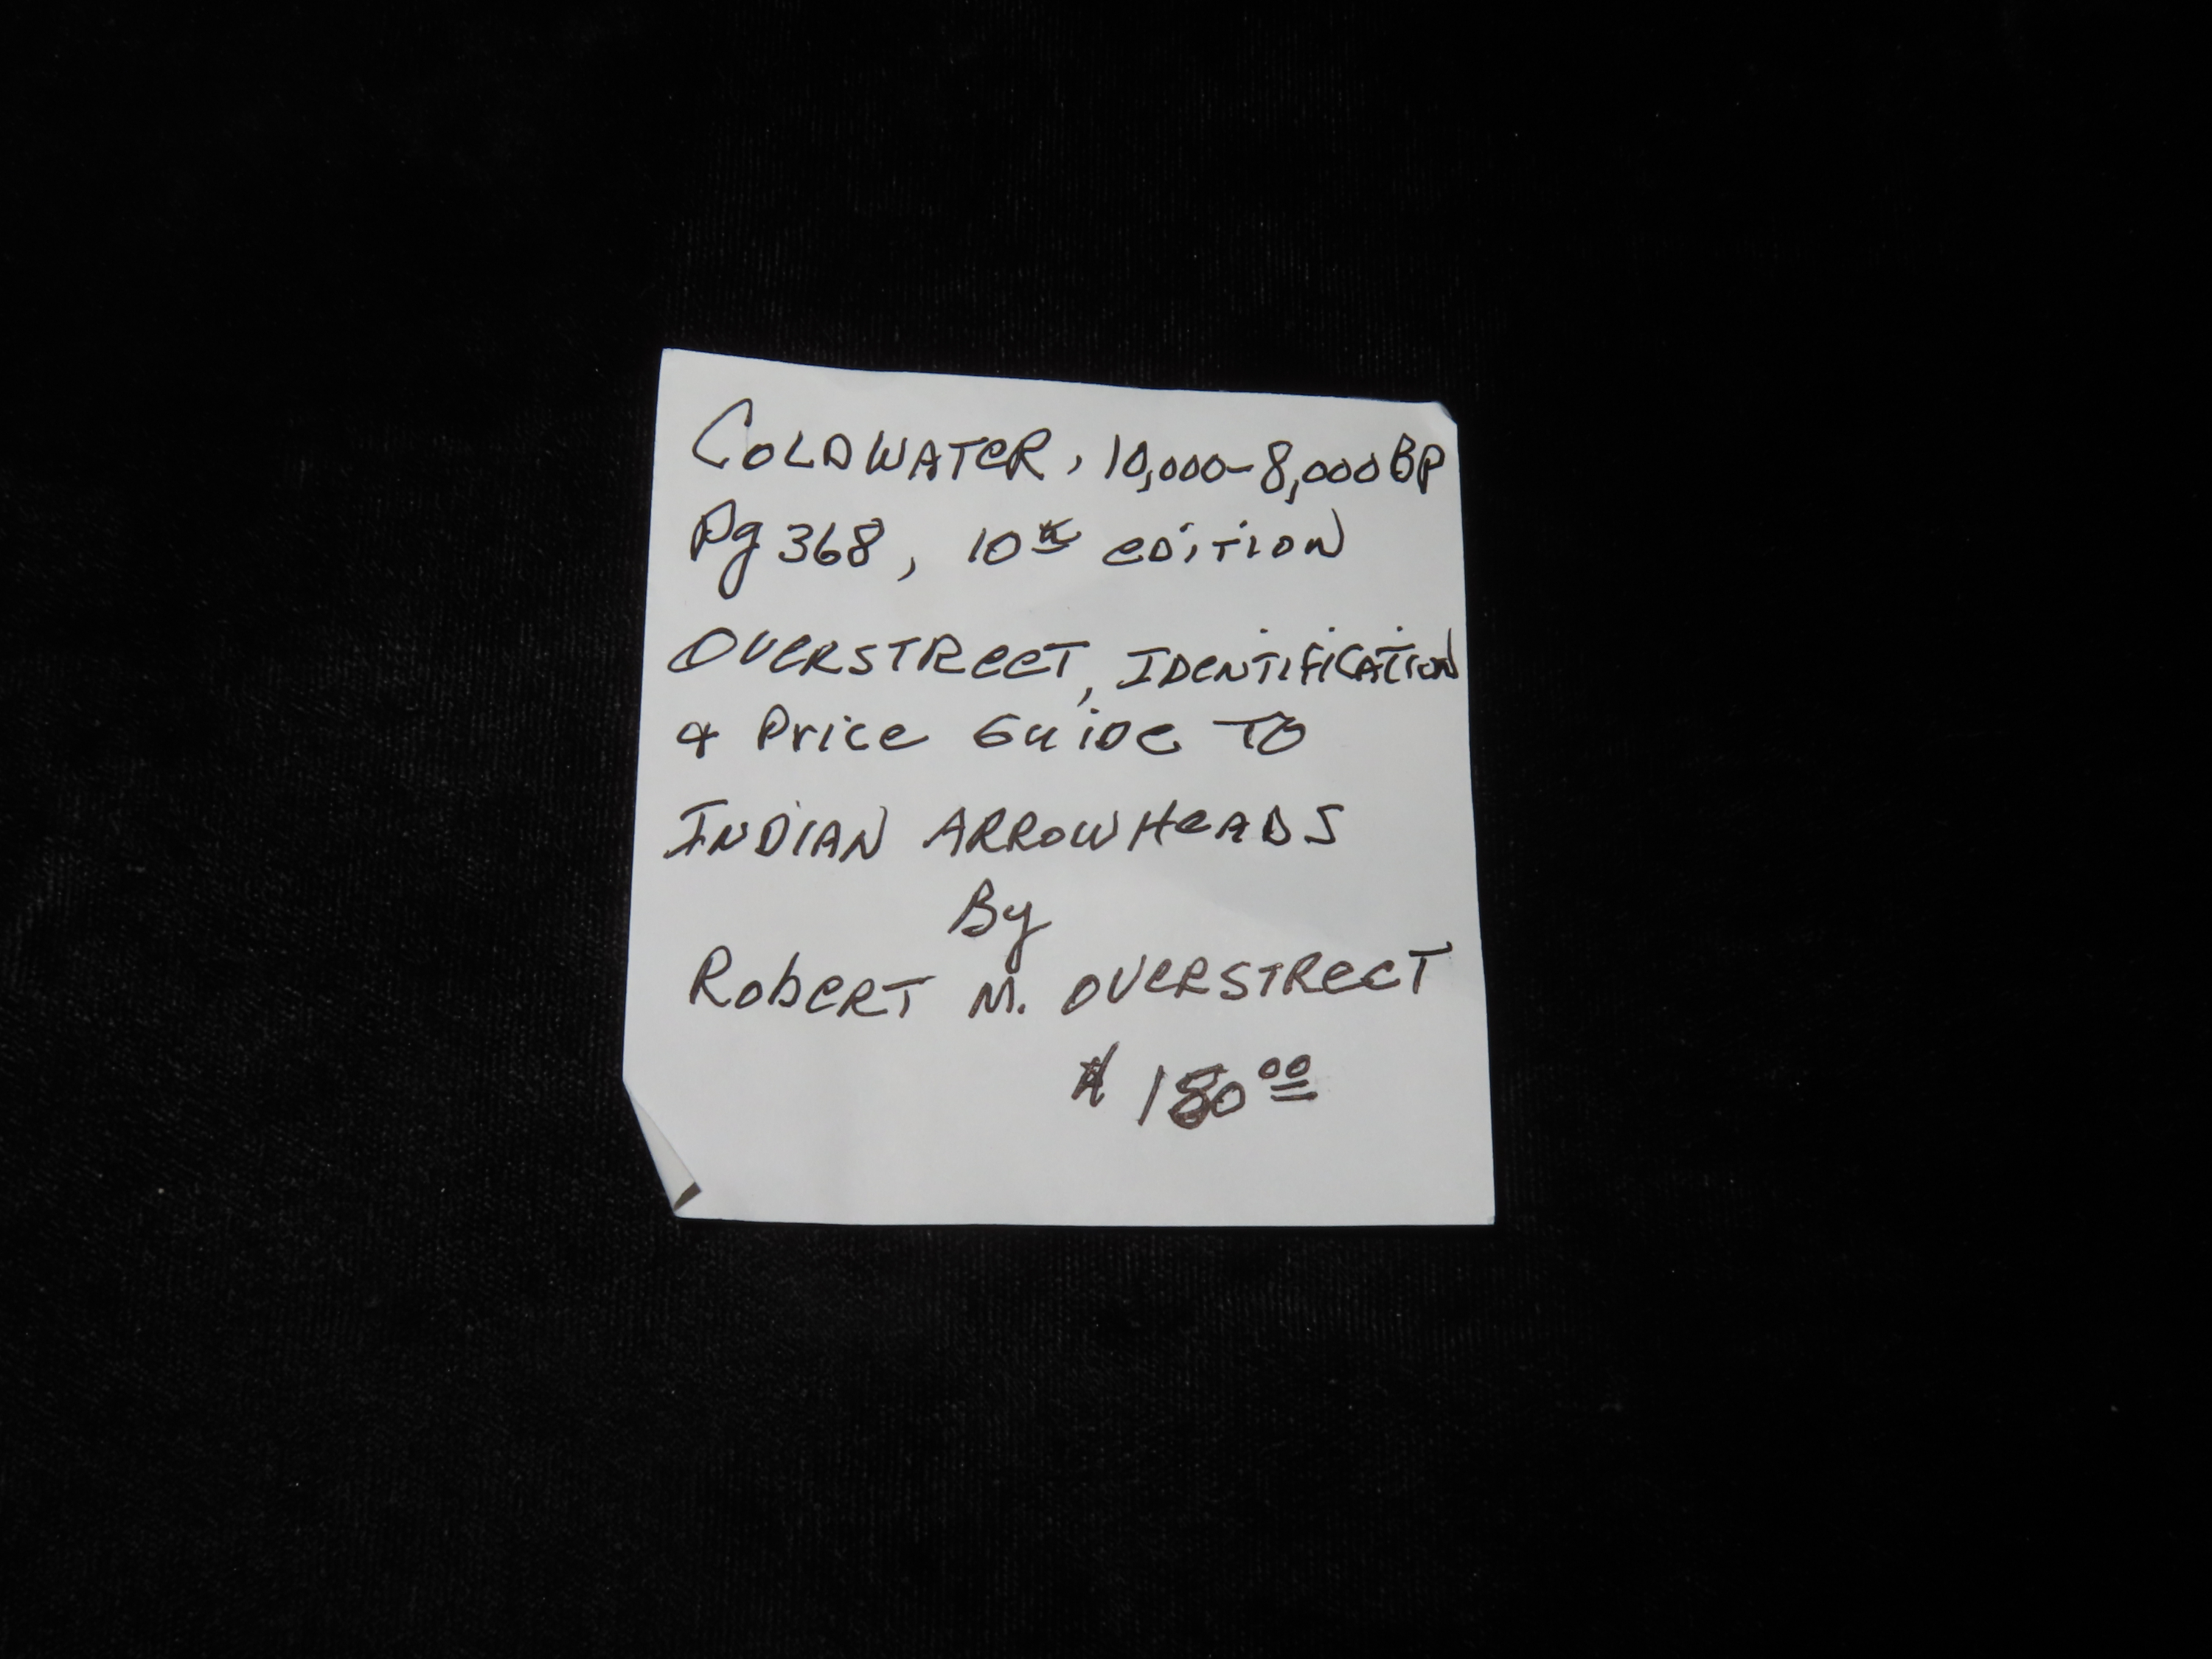 COLDWATER, 10,000-8,000 BP
Pg 368, 10th EDITION
OVERSTREET, IDENTIFICATION
& Price GuiDe To
INDIAN ARROWHEADS
By
RobERT M. OVERSTREET
$ 180.00